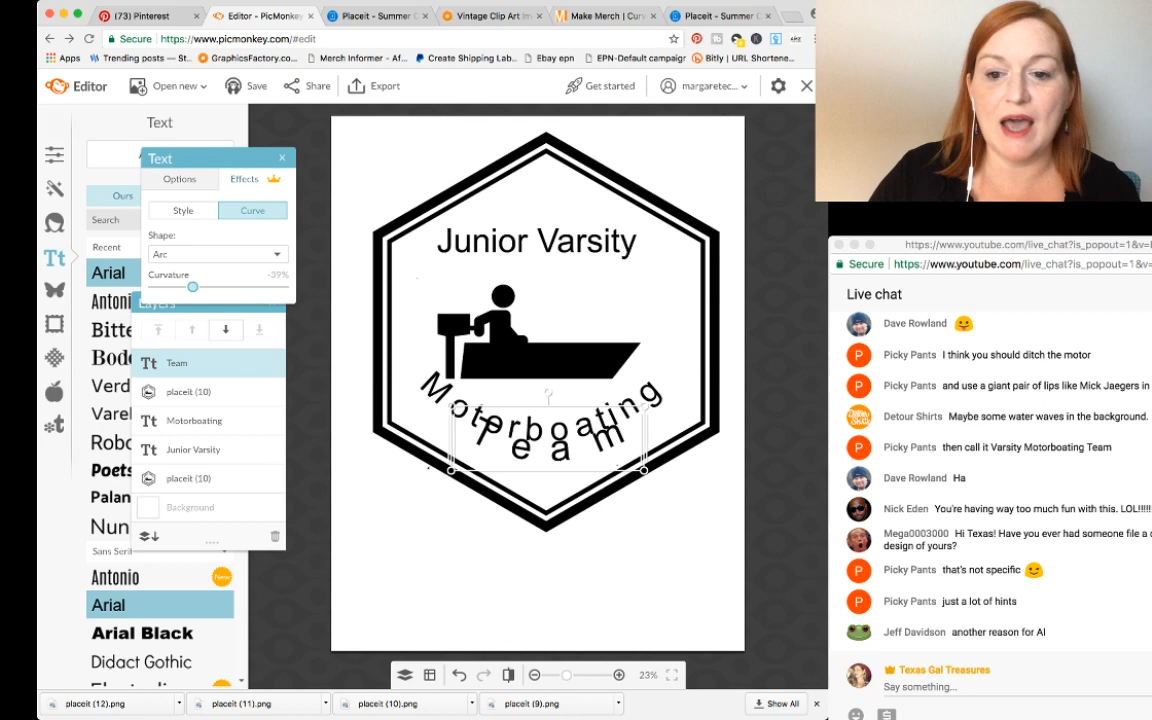 (73) Pinterest
Editor - PicMonkey
Placeit - Summer C
Vintage Clip Art Im
Make Merch | Cur
Placeit - Summer C
Secure
https://www.picmonkey.com/#edit
Apps
Trending posts — St...
GraphicsFactory.co...
Merch Informer - Af...
Create Shipping Lab...
Ebay epn
EPN-Default campaign
Bitly | URL Shortene...
Editor
Open new
Save
Share
Export
Get started
margaretec...
Text
Text
Options
Effects
Ours
Style
Curve
Search
Shape:
Recent
Arc
Arial
Curvature
-39%
Antoni
Layers
Bitte
Bodo
Team
Verd
placeit (10)
Varel
Motorboating
Robo
Junior Varsity
Poets
placeit (10)
Palan
Background
Nun
Sans Serif
Antonio
New
Arial
Arial Black
Didact Gothic
Junior Varsity
Motorboating
Team
23%
placeit (12).png
placeit (11).png
placeit (10).png
placeit (9).png
Show All
https://www.youtube.com/live_chat?is_popout=1&v=
Secure
https://www.youtube.com/live_chat?is_popout=1&v=
Live chat
Dave Rowland 😛
Picky Pants I think you should ditch the motor
Picky Pants and use a giant pair of lips like Mick Jaegers in
Detour Shirts Maybe some water waves in the background.
Picky Pants then call it Varsity Motorboating Team
Dave Rowland Ha
Nick Eden You're having way too much fun with this. LOL!!!!!
Mega0003000 Hi Texas! Have you ever had someone file a
design of yours?
Picky Pants that's not specific 😉
Picky Pants just a lot of hints
Jeff Davidson another reason for AI
Texas Gal Treasures
Say something...